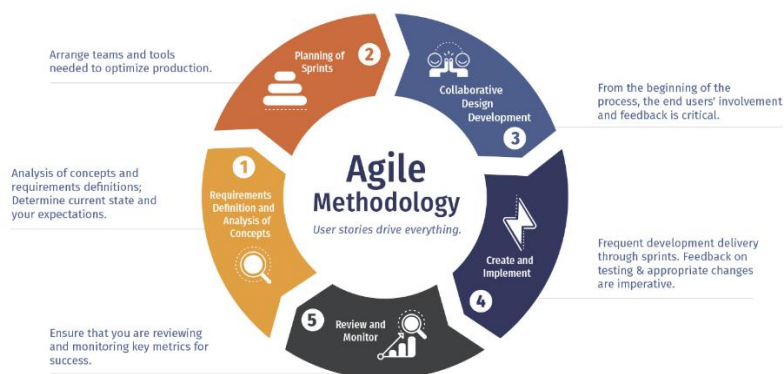 Agile
Methodology
User stories drive everything.
1
Requirements
Definition and
Analysis of
Concepts
Analysis of concepts and
requirements definitions;
Determine current state and
your expectations.
2
Planning of
Sprints
Arrange teams and tools
needed to optimize production.
Collaborative
Design
Development
3
From the beginning of the
process, the end users' involvement
and feedback is critical.
Create and
Implement
4
Frequent development delivery
through sprints. Feedback on
testing & appropriate changes
are imperative.
5
Review and
Monitor
Ensure that you are reviewing
and monitoring key metrics for
success.